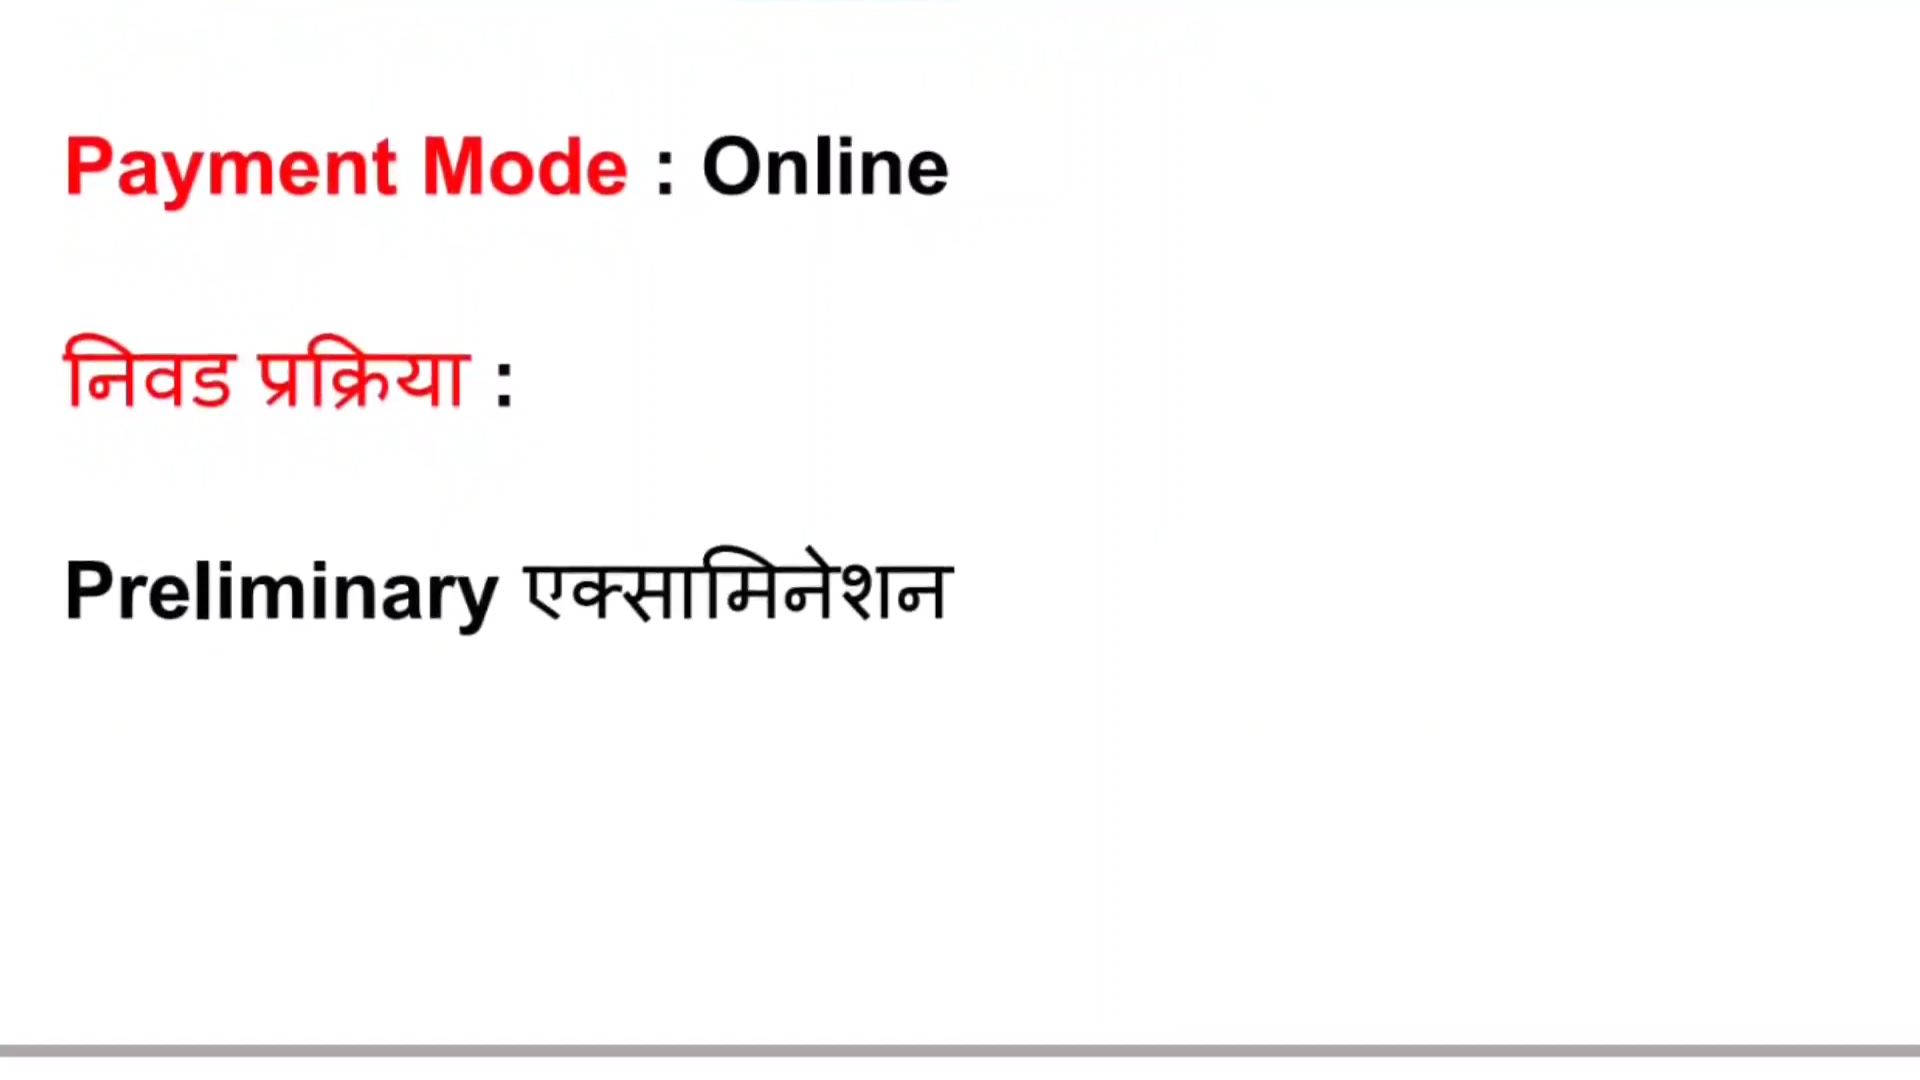 Payment Mode : Online
निवड प्रक्रिया :
Preliminary एक्सामिनेशन